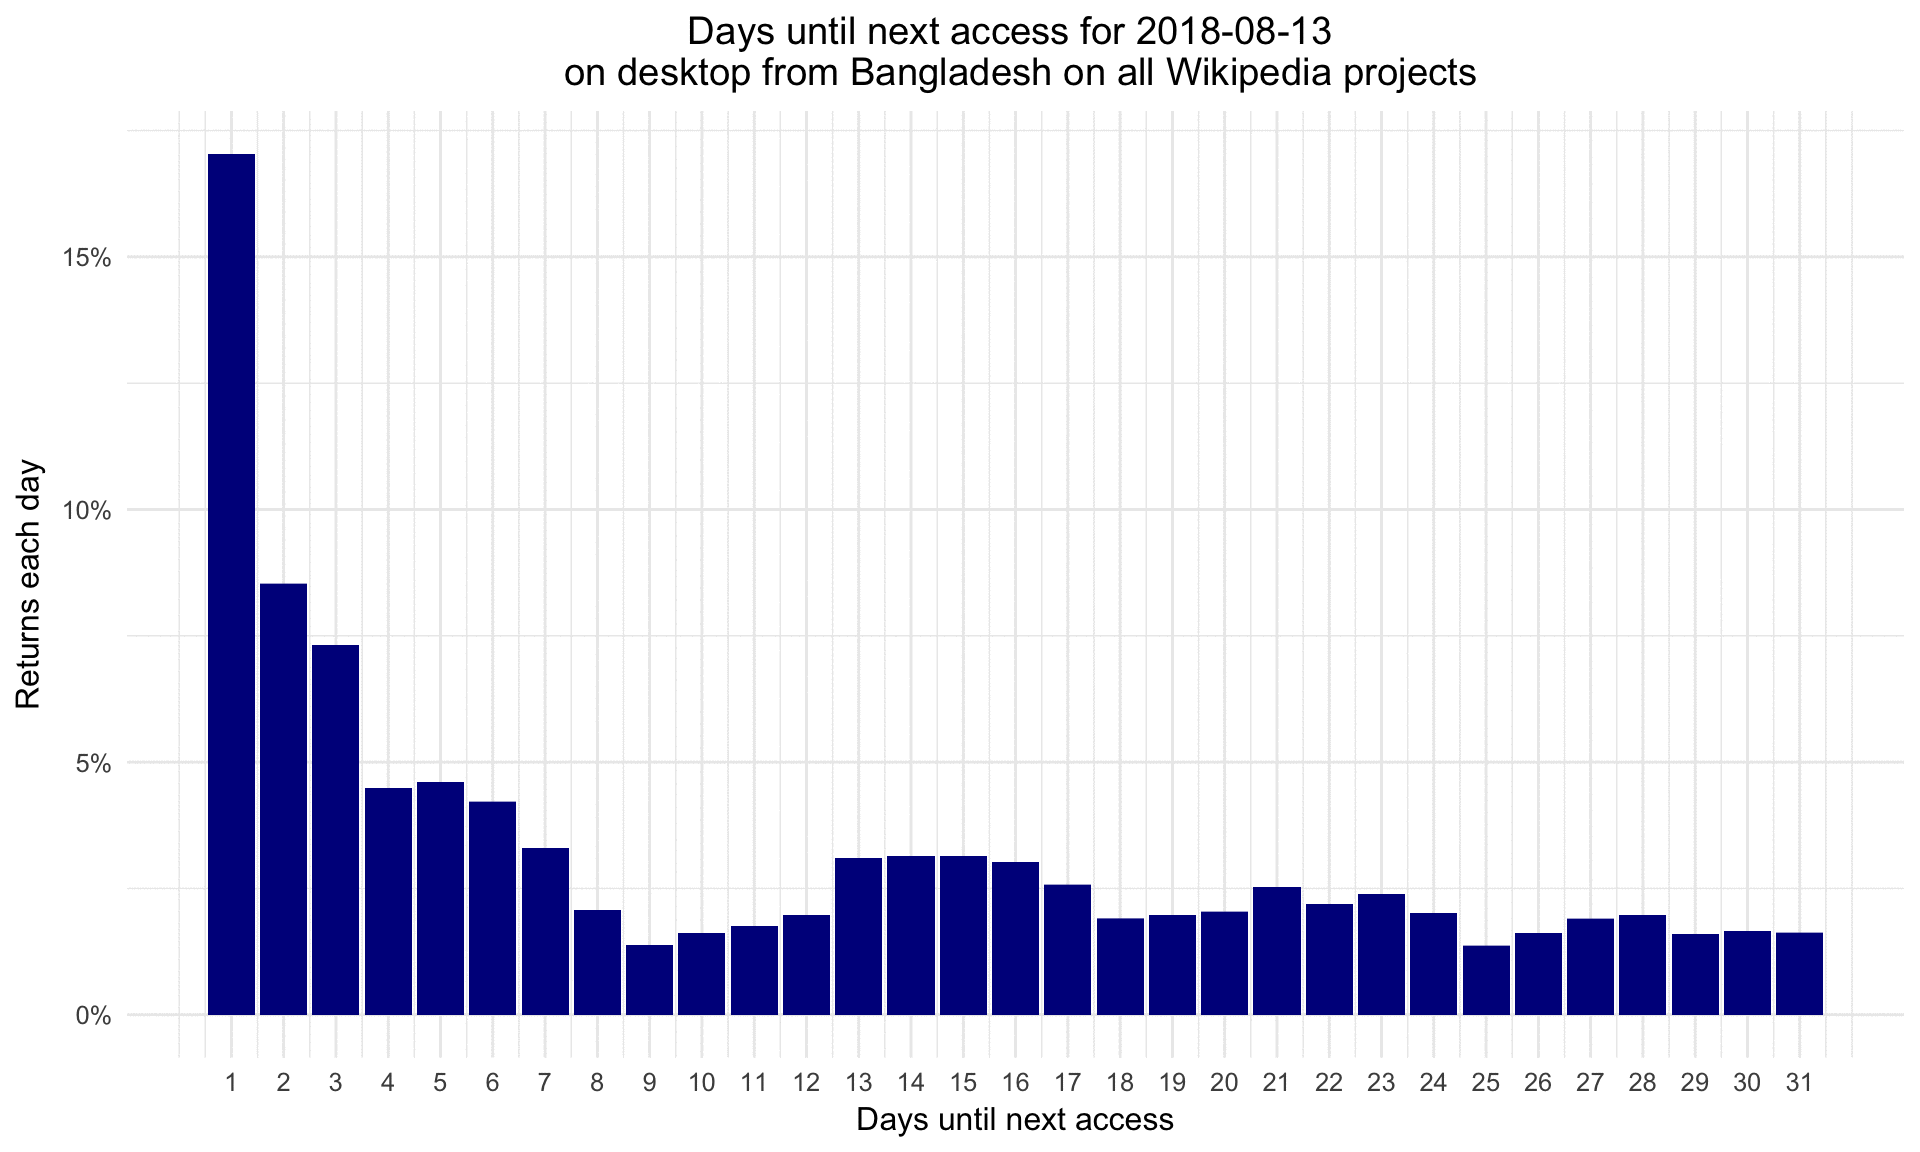 Days until next access for 2018-08-13
on desktop from Bangladesh on all Wikipedia projects
Returns each day
15%
10%
5%
0%
1 2 3 4 5 6 7 8 9 10 11 12 13 14 15 16 17 18 19 20 21 22 23 24 25 26 27 28 29 30 31
Days until next access